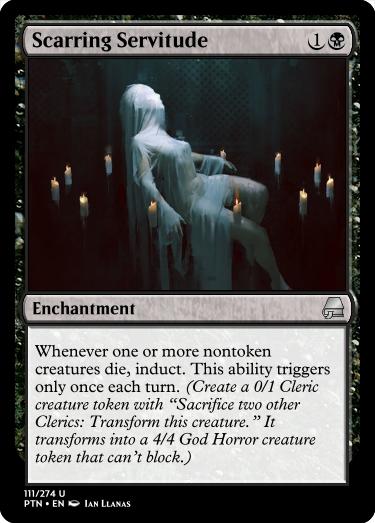 Scarring Servitude 1
Enchantment
Whenever one or more nontoken
creatures die, induct. This ability triggers
only once each turn. (Create a 0/1 Cleric
creature token with “Sacrifice two other
Clerics: Transform this creature.” It
transforms into a 4/4 God Horror creature
token that can’t block.)
111/274 U
PTN • EN IAN LLANAS